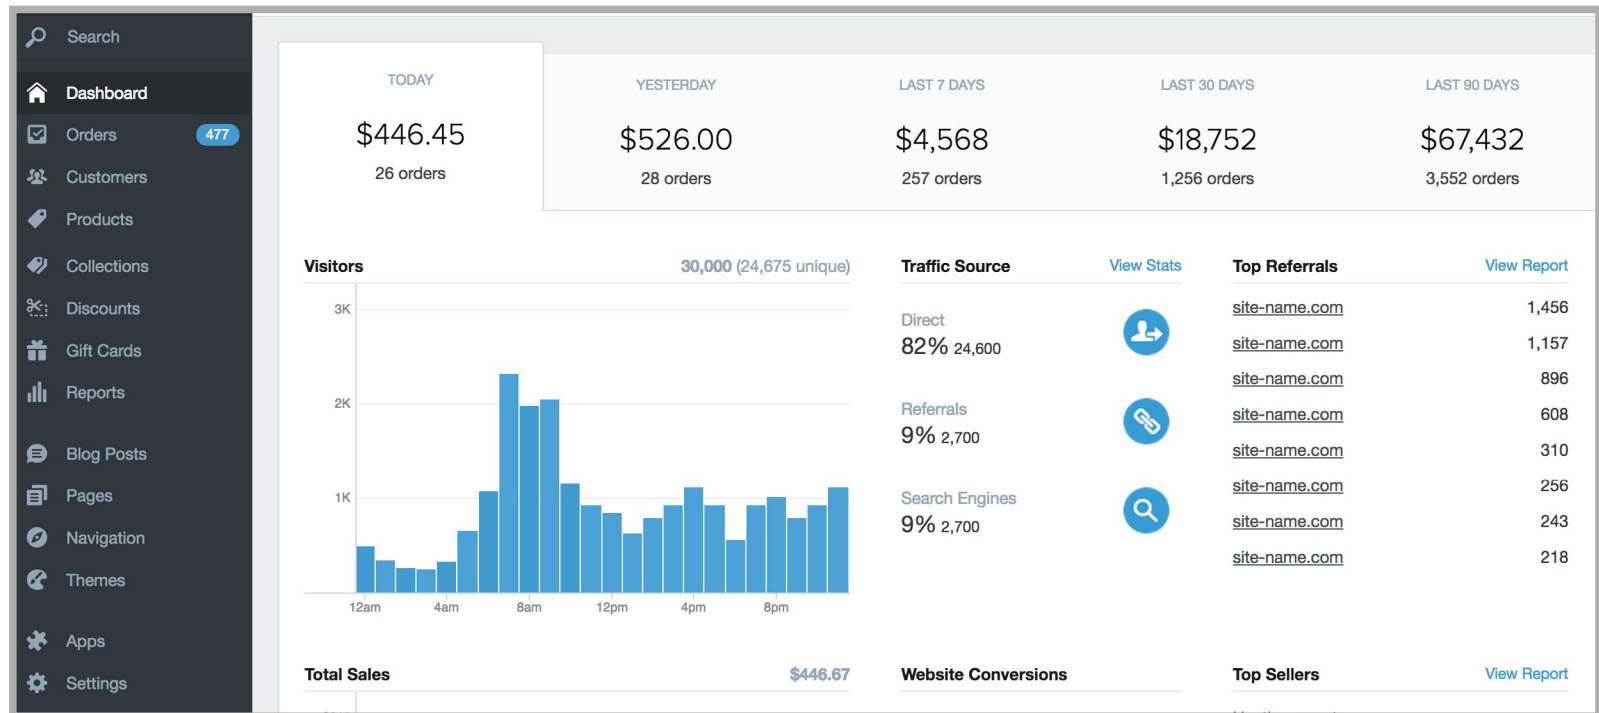 Search
Dashboard
Orders 477
Customers
Products
Collections
Discounts
Gift Cards
Reports
Blog Posts
Pages
Navigation
Themes
Apps
Settings
TODAY
$446.45
26 orders
YESTERDAY
$526.00
28 orders
LAST 7 DAYS
$4,568
257 orders
LAST 30 DAYS
$18,752
1,256 orders
LAST 90 DAYS
$67,432
3,552 orders
Visitors 30,000 (24,675 unique)
3K
2K
1K
12am 4am 8am 12pm 4pm 8pm
Traffic Source View Stats
Direct
82% 24,600
Referrals
9% 2,700
Search Engines
9% 2,700
Top Referrals View Report
site-name.com 1,456
site-name.com 1,157
site-name.com 896
site-name.com 608
site-name.com 310
site-name.com 256
site-name.com 243
site-name.com 218
Total Sales $446.67
Website Conversions
Top Sellers View Report